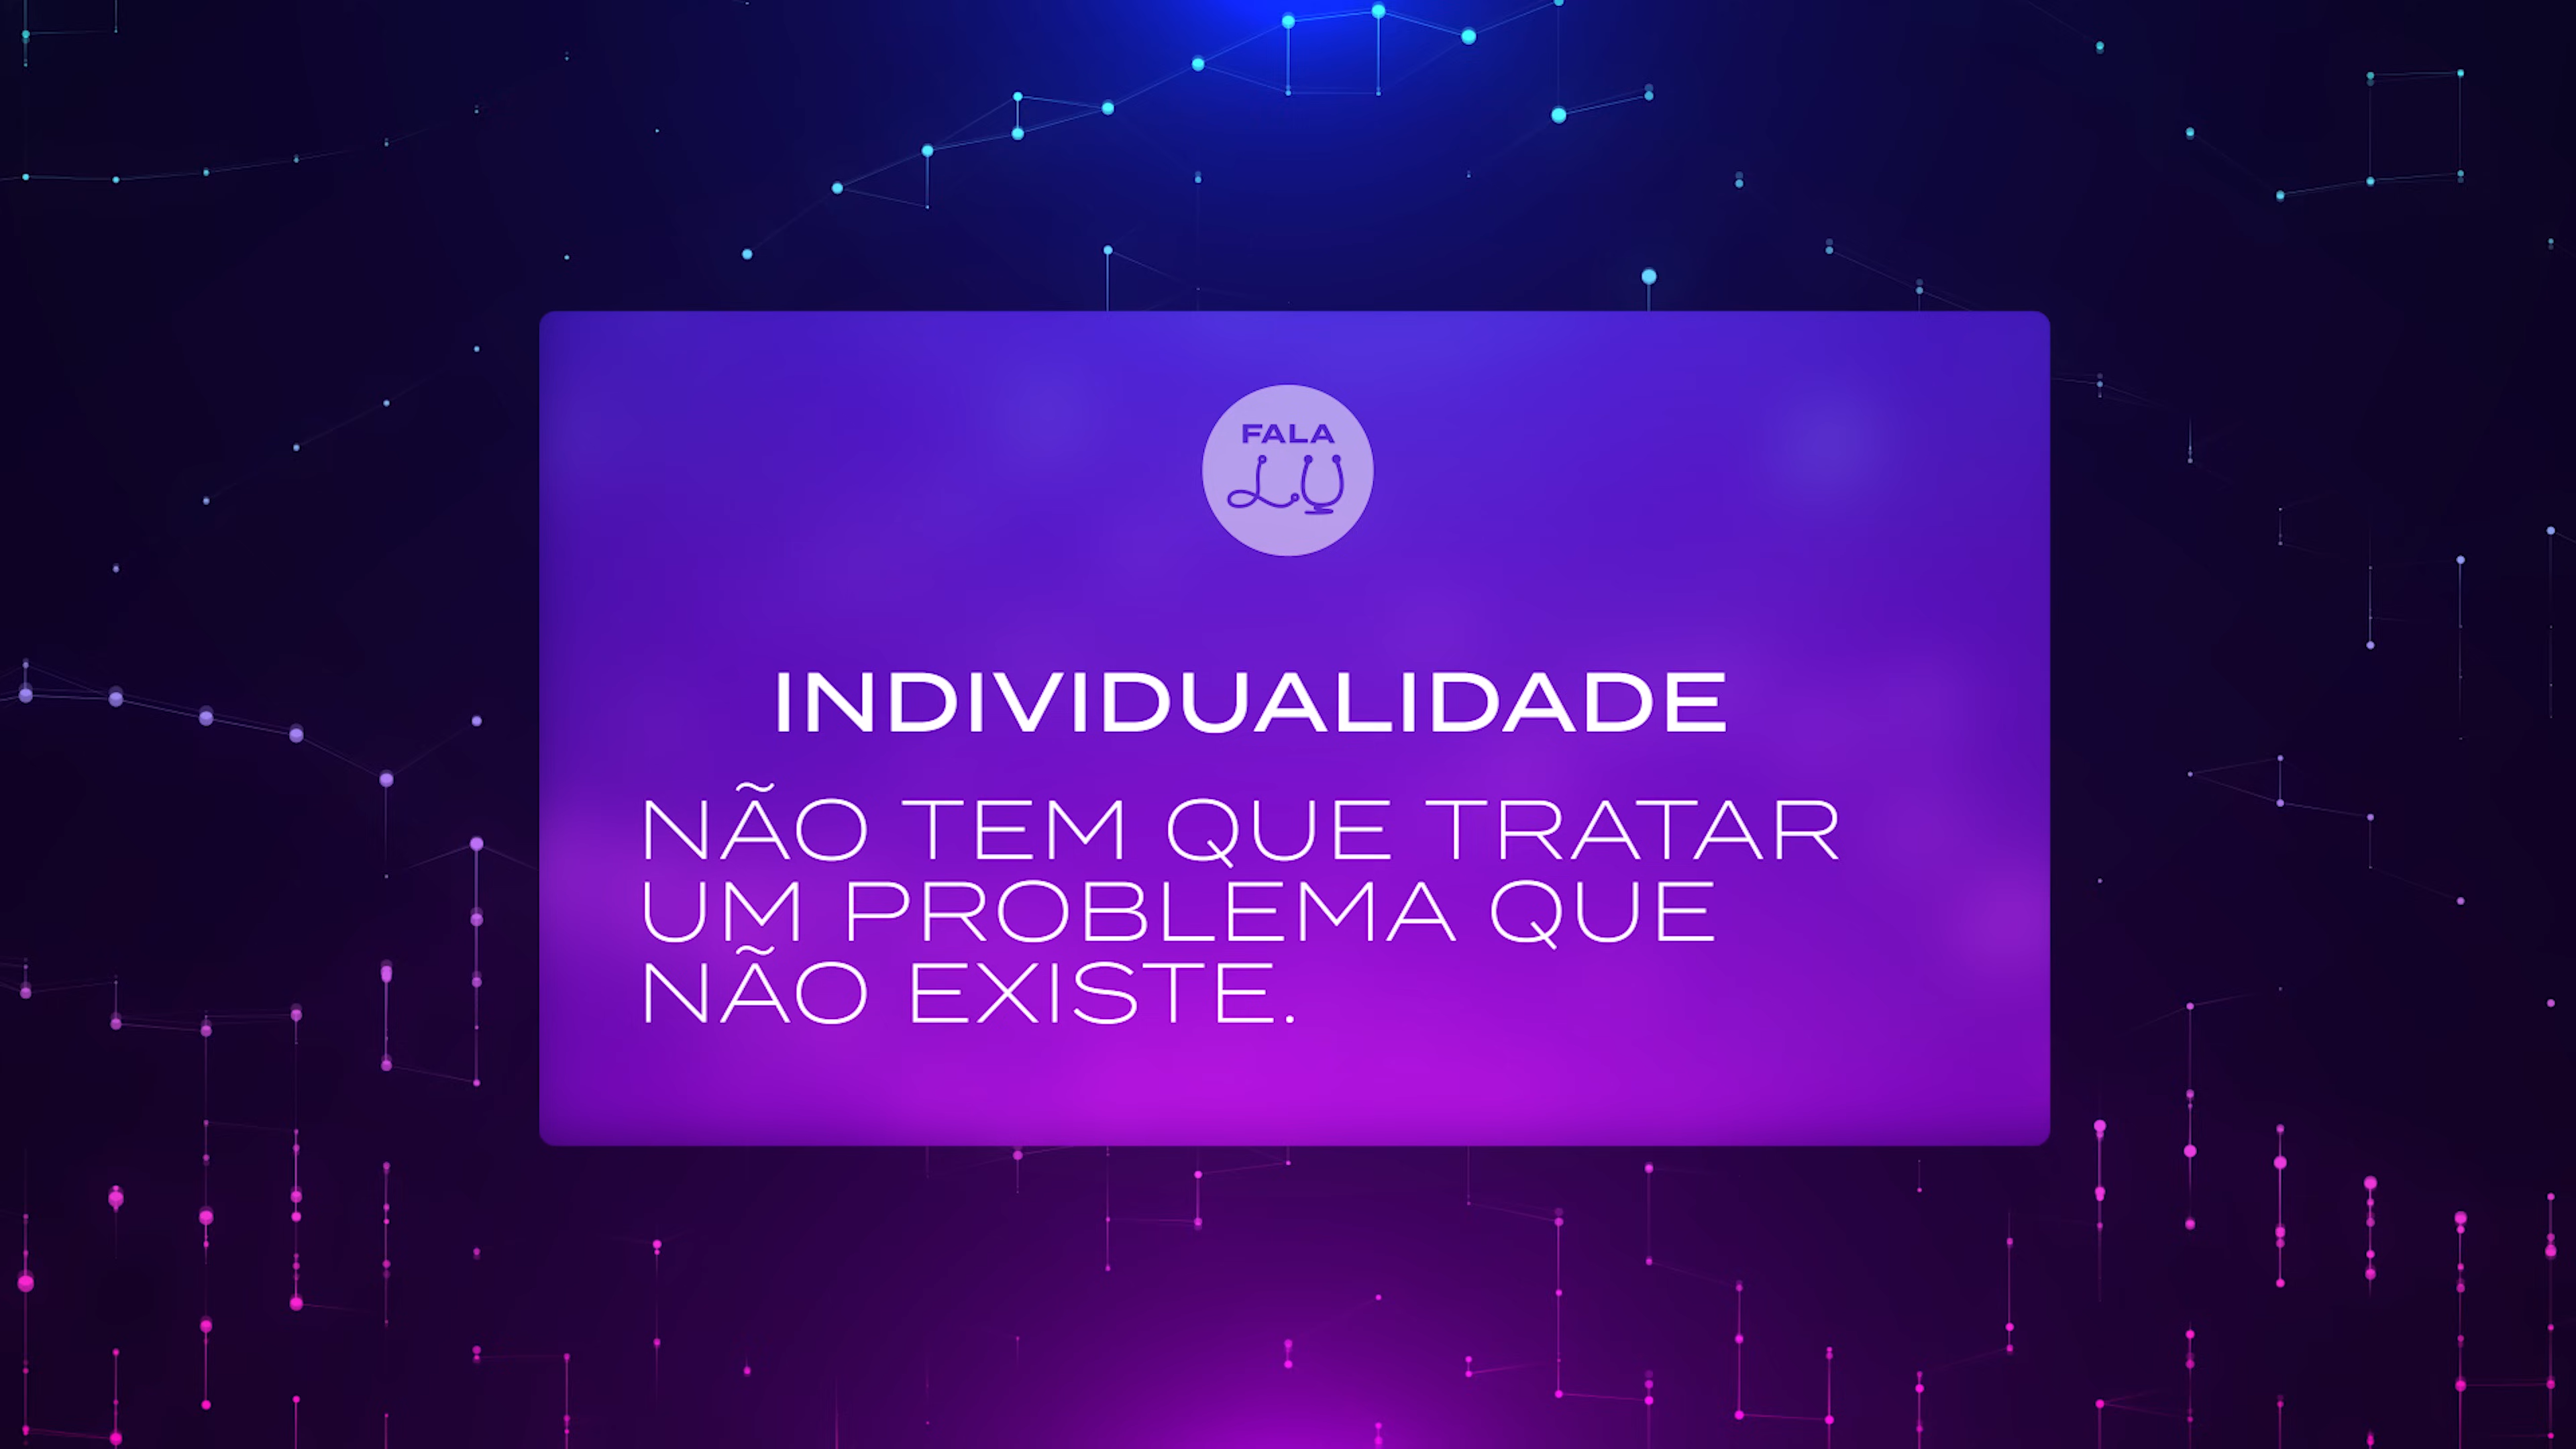 FALA
LU
INDIVIDUALIDADE
NÃO TEM QUE TRATAR
UM PROBLEMA QUE
NÃO EXISTE.